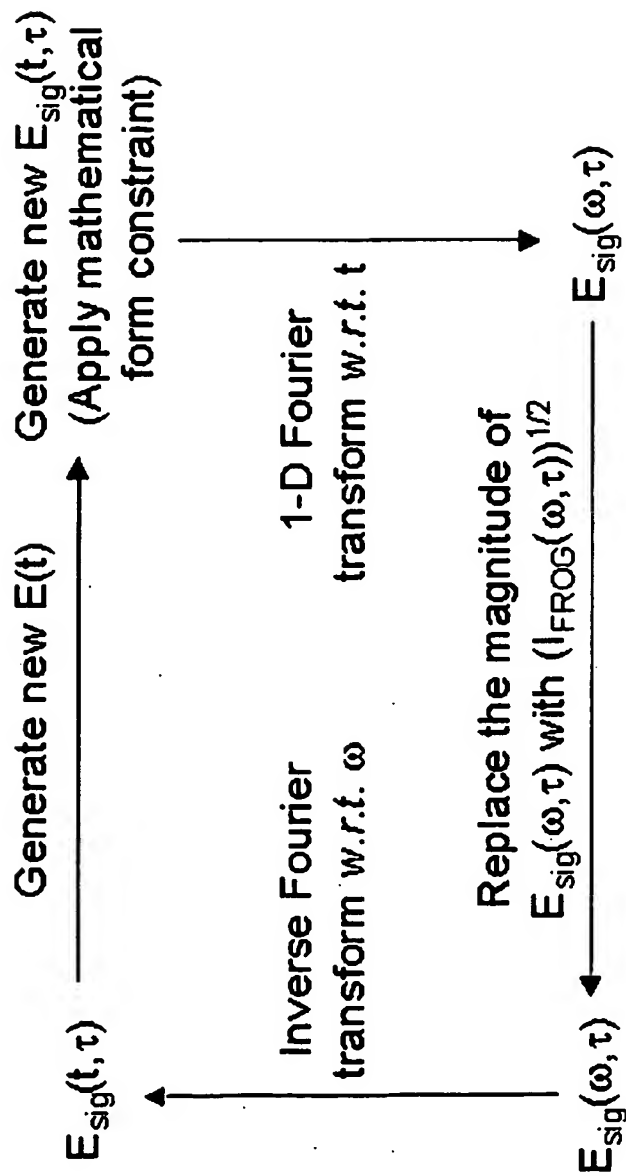 Generate new E(t)
E_sig(t,τ)
Generate new E_sig(t,τ)
(Apply mathematical
form constraint)
Inverse Fourier
transform w.r.t. ω
1-D Fourier
transform w.r.t. t
Replace the magnitude of
E_sig(ω,τ) with (I_FROG(ω,τ))^1/2
E_sig(ω,τ)
E_sig(ω,τ)